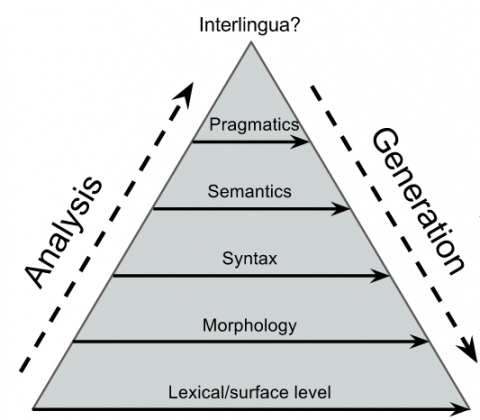 Interlingua?
Analysis
Generation
Pragmatics
Semantics
Syntax
Morphology
Lexical/surface level